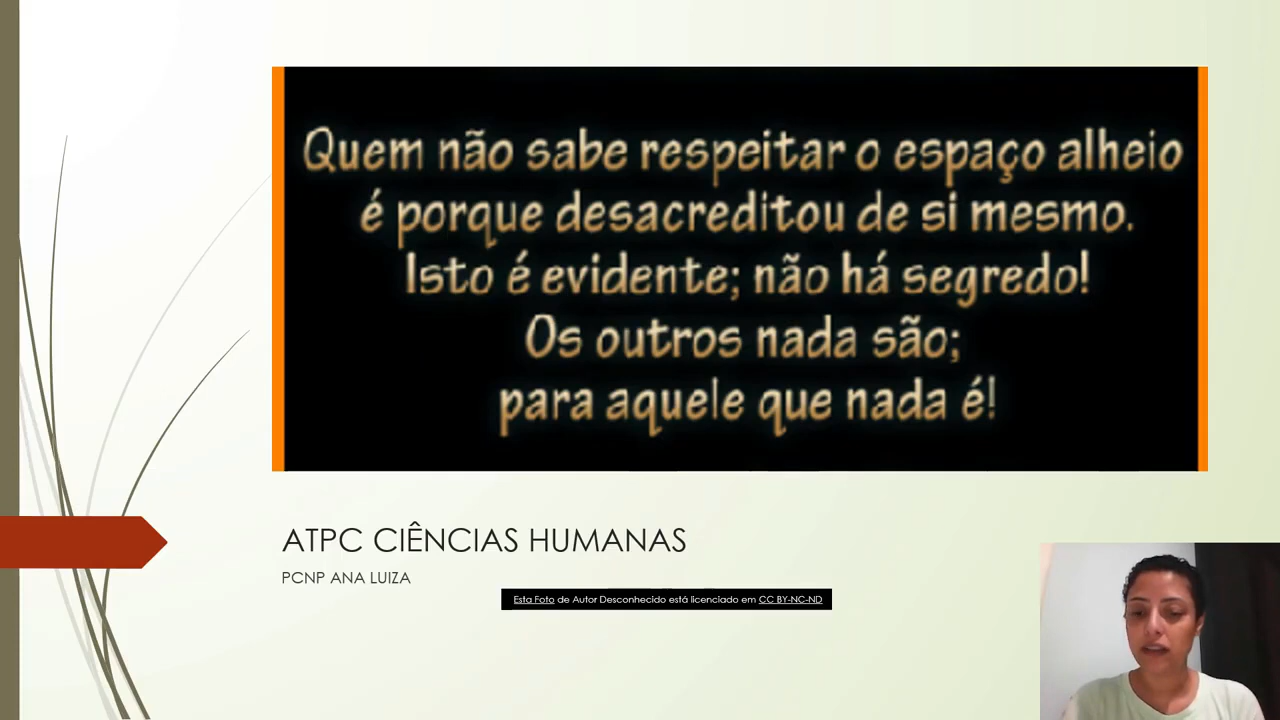 Quem não sabe respeitar o espaço alheio
é porque desacreditou de si mesmo.
Isto é evidente; não há segredo!
Os outros nada são;
para aquele que nada é!
ATPC CIÊNCIAS HUMANAS
PCNP ANA LUIZA
Esta Foto de Autor Desconhecido está licenciado em CC BY-NC-ND